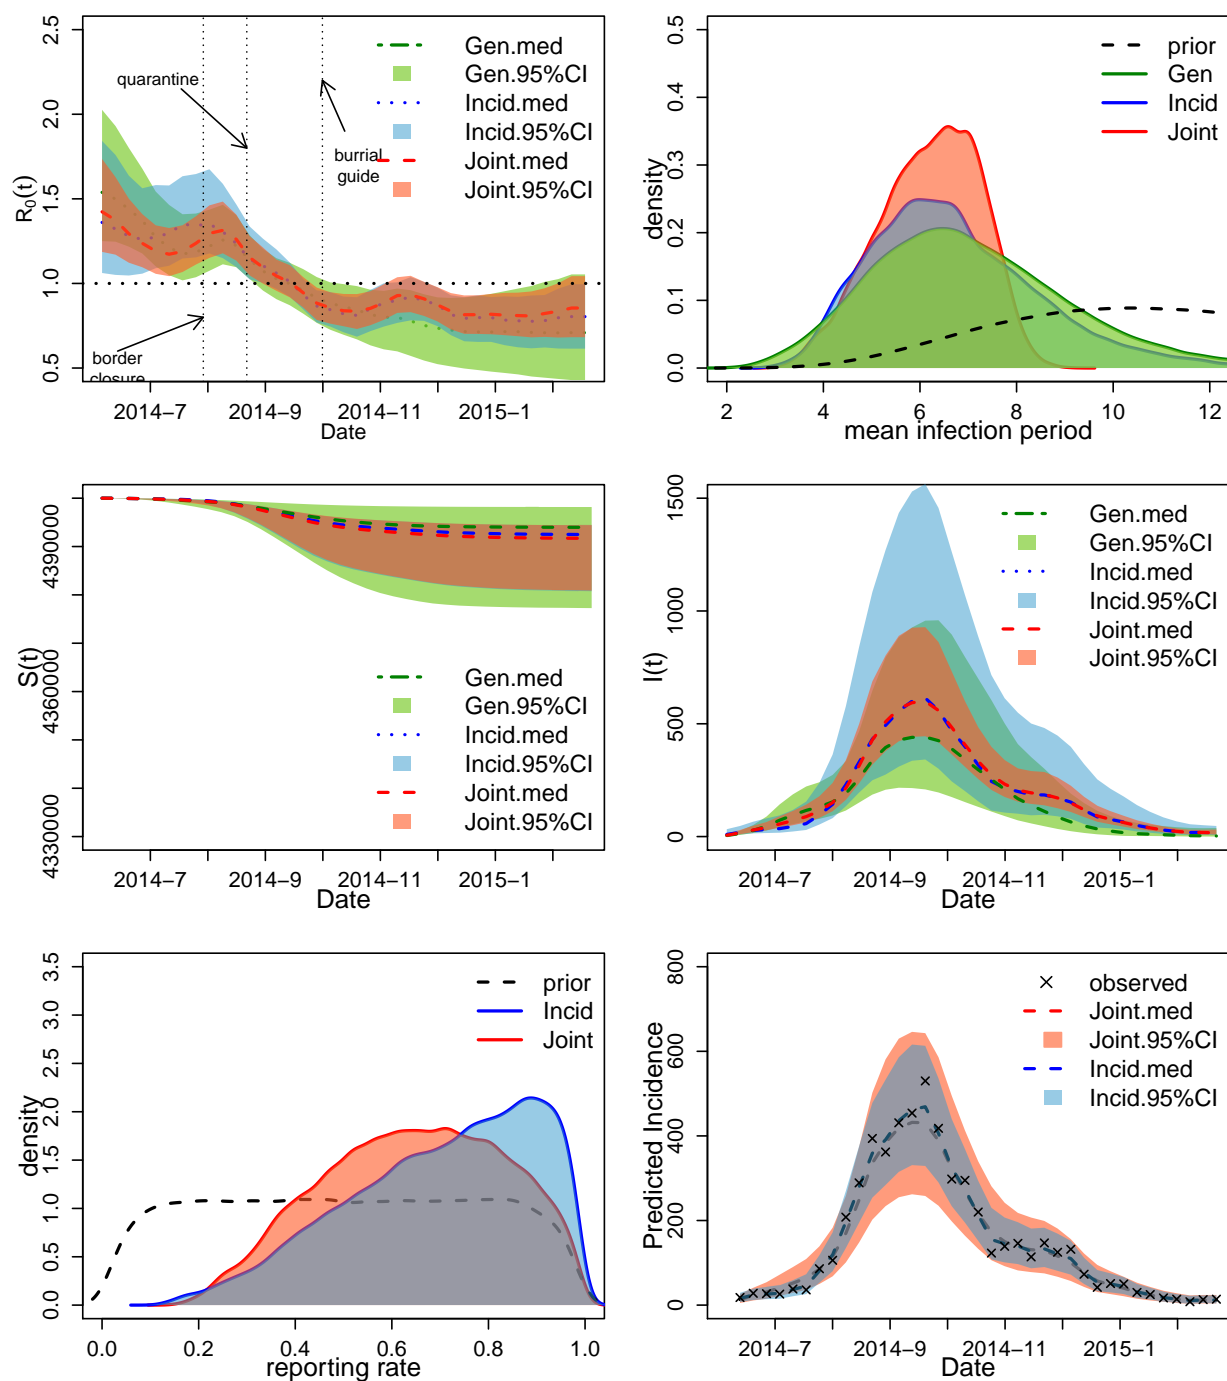 2.5
2.0
1.5
1.0
0.5
R₀(t)
quarantine
burrial
guide
border
closure
Gen.med
Gen.95%CI
Incid.med
Incid.95%CI
Joint.med
Joint.95%CI
2014-7
2014-9
2014-11
2015-1
Date
0.5
0.4
0.3
0.2
0.1
0.0
density
prior
Gen
Incid
Joint
2
4
6
8
10
12
mean infection period
4390000
4360000
4330000
S(t)
Gen.med
Gen.95%CI
Incid.med
Incid.95%CI
Joint.med
Joint.95%CI
2014-7
2014-9
2014-11
2015-1
Date
1500
1000
500
0
I(t)
Gen.med
Gen.95%CI
Incid.med
Incid.95%CI
Joint.med
Joint.95%CI
2014-7
2014-9
2014-11
2015-1
Date
3.5
3.0
2.5
2.0
1.5
1.0
0.5
0.0
density
prior
Incid
Joint
0.0
0.2
0.4
0.6
0.8
1.0
reporting rate
800
600
400
200
0
Predicted Incidence
observed
Joint.med
Joint.95%CI
Incid.med
Incid.95%CI
2014-7
2014-9
2014-11
2015-1
Date